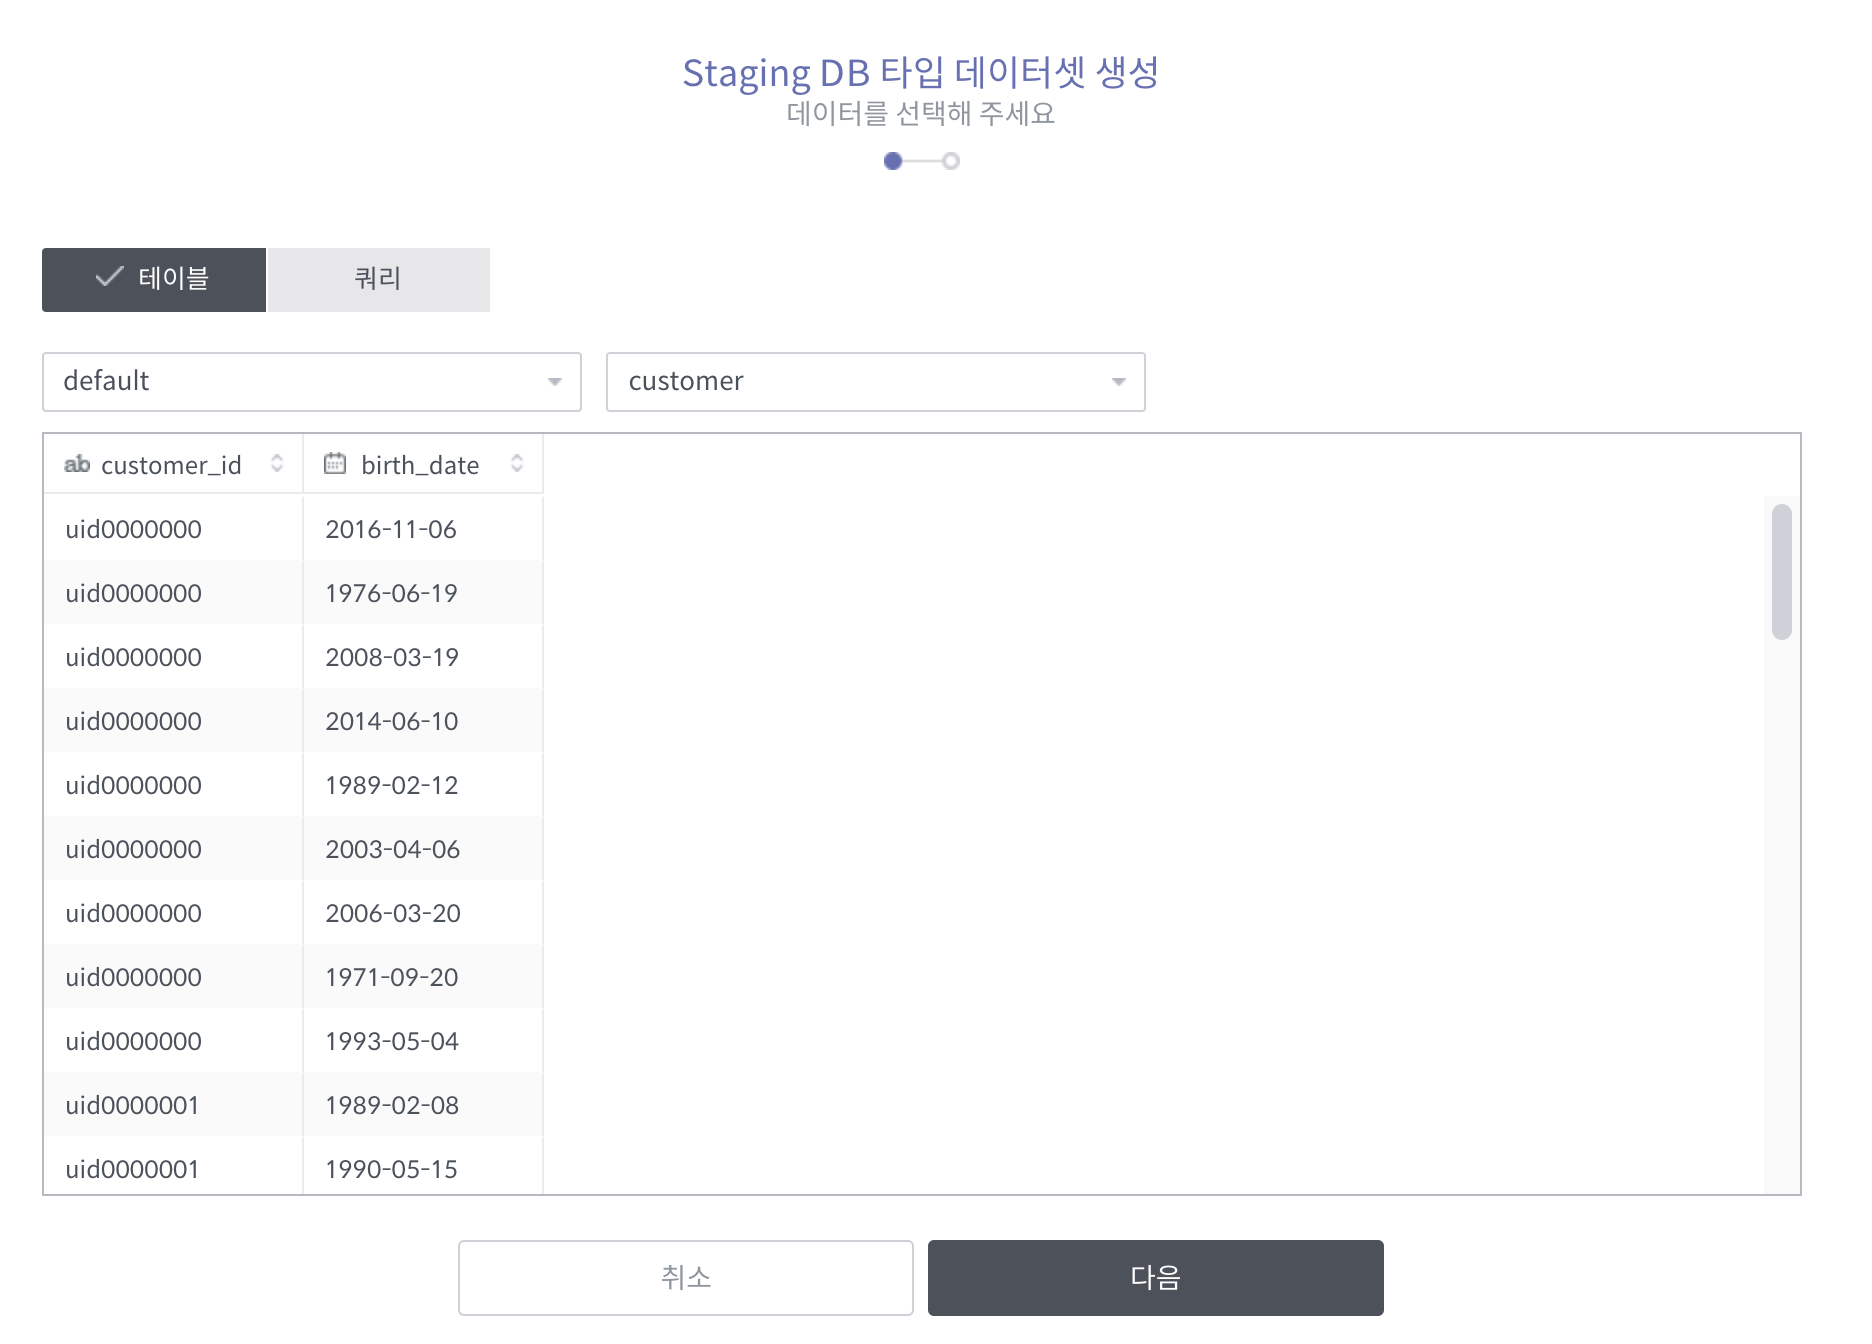 Staging DB 타입 데이터셋 생성
데이터를 선택해 주세요
테이블 쿼리
default customer
ab customer_id birth_date
uid0000000 2016-11-06
uid0000000 1976-06-19
uid0000000 2008-03-19
uid0000000 2014-06-10
uid0000000 1989-02-12
uid0000000 2003-04-06
uid0000000 2006-03-20
uid0000000 1971-09-20
uid0000000 1993-05-04
uid0000001 1989-02-08
uid0000001 1990-05-15
취소 다음